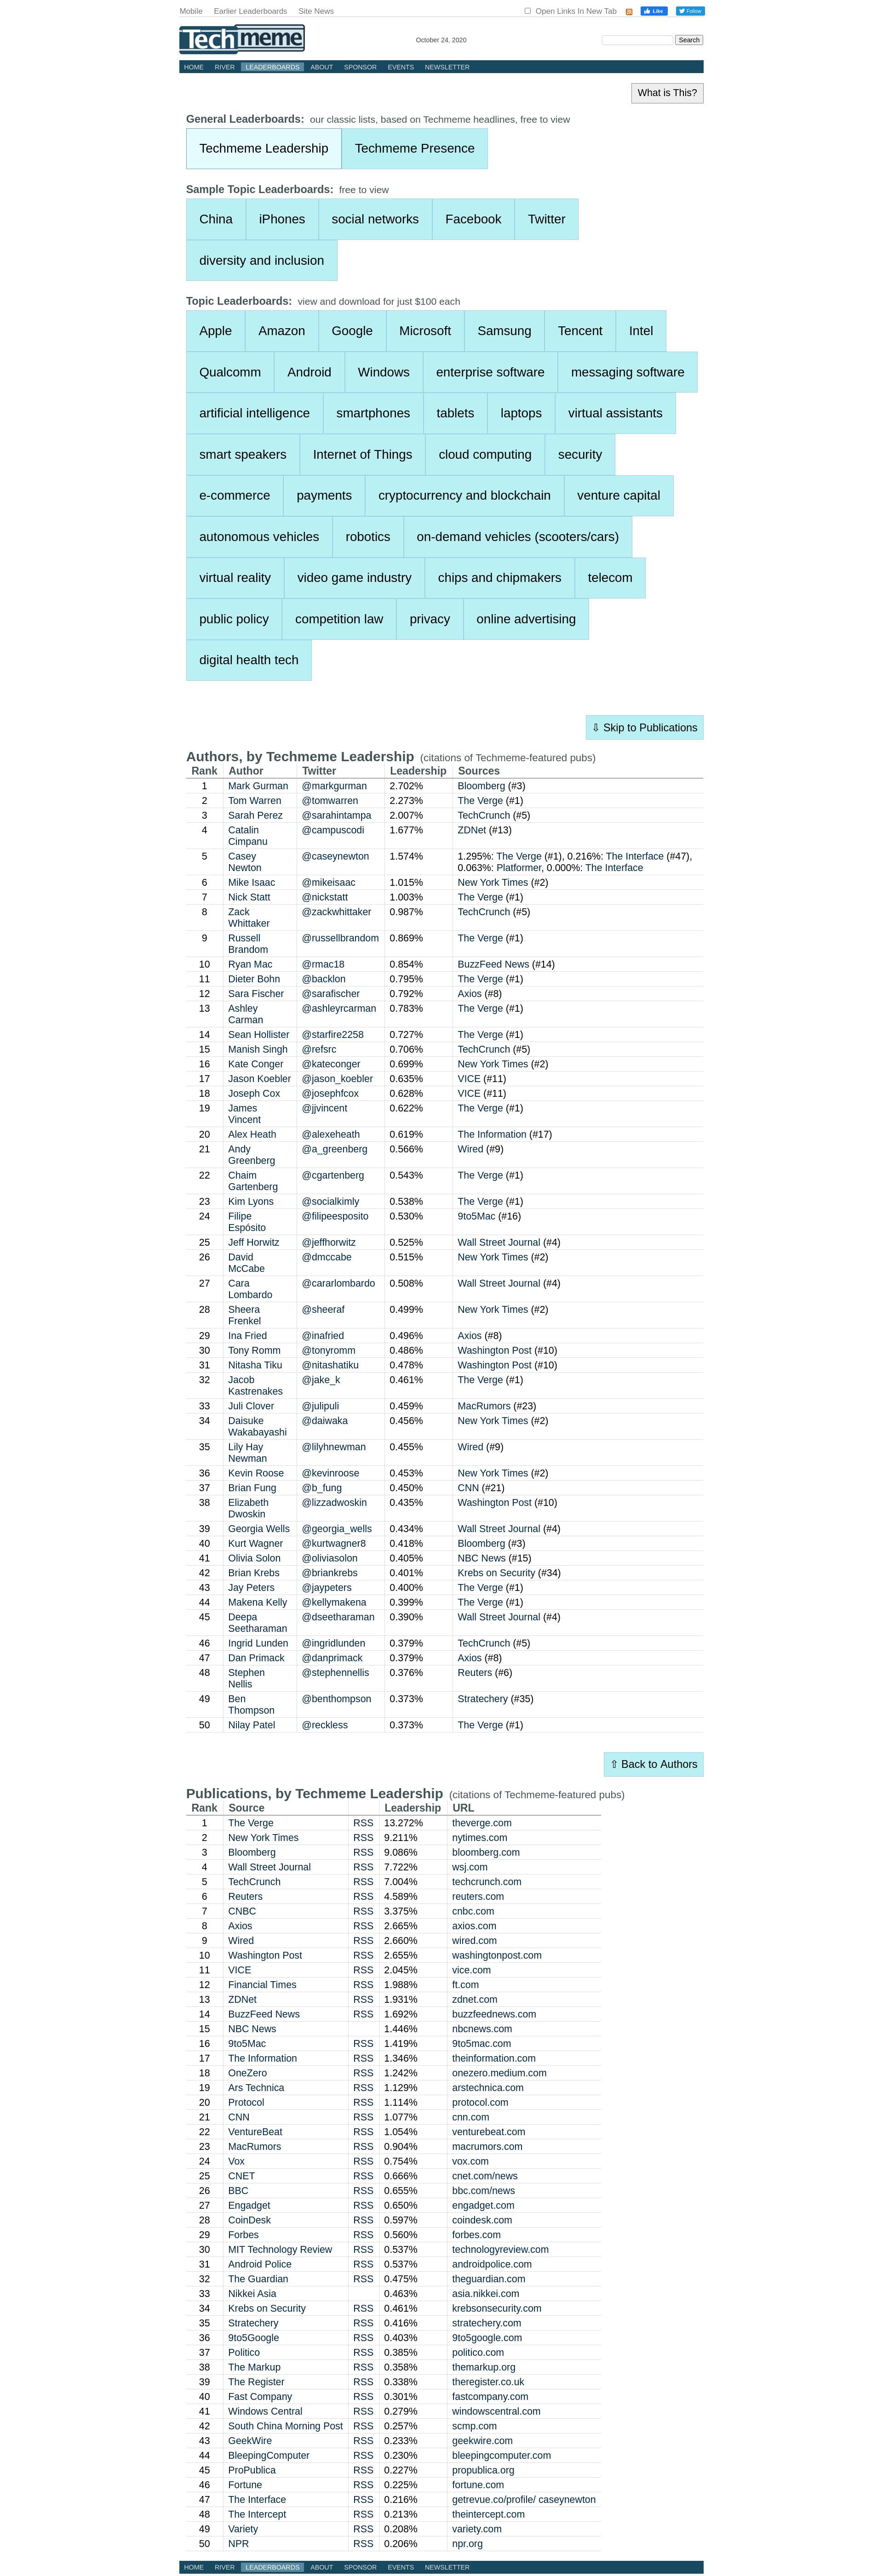 Mobile Earlier Leaderboards Site News Open Links In New Tab Like Follow
Techmeme October 24, 2020 Search
HOME RIVER LEADERBOARDS ABOUT SPONSOR EVENTS NEWSLETTER
What is This?
General Leaderboards: our classic lists, based on Techmeme headlines, free to view
Techmeme Leadership Techmeme Presence
Sample Topic Leaderboards: free to view
China iPhones social networks Facebook Twitter
diversity and inclusion
Topic Leaderboards: view and download for just $100 each
Apple Amazon Google Microsoft Samsung Tencent Intel
Qualcomm Android Windows enterprise software messaging software
artificial intelligence smartphones tablets laptops virtual assistants
smart speakers Internet of Things cloud computing security
e-commerce payments cryptocurrency and blockchain venture capital
autonomous vehicles robotics on-demand vehicles (scooters/cars)
virtual reality video game industry chips and chipmakers telecom
public policy competition law privacy online advertising
digital health tech
⇩ Skip to Publications
Authors, by Techmeme Leadership (citations of Techmeme-featured pubs)
Rank Author Twitter Leadership Sources
1 Mark Gurman @markgurman 2.702% Bloomberg (#3)
2 Tom Warren @tomwarren 2.273% The Verge (#1)
3 Sarah Perez @sarahintampa 2.007% TechCrunch (#5)
4 Catalin Cimpanu @campuscodi 1.677% ZDNet (#13)
5 Casey Newton @caseynewton 1.574% 1.295%: The Verge (#1), 0.216%: The Interface (#47),
0.063%: Platformer, 0.000%: The Interface
6 Mike Isaac @mikeisaac 1.015% New York Times (#2)
7 Nick Statt @nickstatt 1.003% The Verge (#1)
8 Zack Whittaker @zackwhittaker 0.987% TechCrunch (#5)
9 Russell Brandom @russellbrandom 0.869% The Verge (#1)
10 Ryan Mac @rmac18 0.854% BuzzFeed News (#14)
11 Dieter Bohn @backlon 0.795% The Verge (#1)
12 Sara Fischer @sarafischer 0.792% Axios (#8)
13 Ashley Carman @ashleyrcarman 0.783% The Verge (#1)
14 Sean Hollister @starfire2258 0.727% The Verge (#1)
15 Manish Singh @refsrc 0.706% TechCrunch (#5)
16 Kate Conger @kateconger 0.699% New York Times (#2)
17 Jason Koebler @jason_koebler 0.635% VICE (#11)
18 Joseph Cox @josephfcox 0.628% VICE (#11)
19 James Vincent @jjvincent 0.622% The Verge (#1)
20 Alex Heath @alexeheath 0.619% The Information (#17)
21 Andy Greenberg @a_greenberg 0.566% Wired (#9)
22 Chaim Gartenberg @cgartenberg 0.543% The Verge (#1)
23 Kim Lyons @socialkimly 0.538% The Verge (#1)
24 Filipe Espósito @filipeesposito 0.530% 9to5Mac (#16)
25 Jeff Horwitz @jeffhorwitz 0.525% Wall Street Journal (#4)
26 David McCabe @dmccabe 0.515% New York Times (#2)
27 Cara Lombardo @cararlombardo 0.508% Wall Street Journal (#4)
28 Sheera Frenkel @sheeraf 0.499% New York Times (#2)
29 Ina Fried @inafried 0.496% Axios (#8)
30 Tony Romm @tonyromm 0.486% Washington Post (#10)
31 Nitasha Tiku @nitashatiku 0.478% Washington Post (#10)
32 Jacob Kastrenakes @jake_k 0.461% The Verge (#1)
33 Juli Clover @julipuli 0.459% MacRumors (#23)
34 Daisuke Wakabayashi @daiwaka 0.456% New York Times (#2)
35 Lily Hay Newman @lilyhnewman 0.455% Wired (#9)
36 Kevin Roose @kevinroose 0.453% New York Times (#2)
37 Brian Fung @b_fung 0.450% CNN (#21)
38 Elizabeth Dwoskin @lizzadwoskin 0.435% Washington Post (#10)
39 Georgia Wells @georgia_wells 0.434% Wall Street Journal (#4)
40 Kurt Wagner @kurtwagner8 0.418% Bloomberg (#3)
41 Olivia Solon @oliviasolon 0.405% NBC News (#15)
42 Brian Krebs @briankrebs 0.401% Krebs on Security (#34)
43 Jay Peters @jaypeters 0.400% The Verge (#1)
44 Makena Kelly @kellymakena 0.399% The Verge (#1)
45 Deepa Seetharaman @dseetharaman 0.390% Wall Street Journal (#4)
46 Ingrid Lunden @ingridlunden 0.379% TechCrunch (#5)
47 Dan Primack @danprimack 0.379% Axios (#8)
48 Stephen Nellis @stephennellis 0.376% Reuters (#6)
49 Ben Thompson @benthompson 0.373% Stratechery (#35)
50 Nilay Patel @reckless 0.373% The Verge (#1)
⇧ Back to Authors
Publications, by Techmeme Leadership (citations of Techmeme-featured pubs)
Rank Source Leadership URL
1 The Verge RSS 13.272% theverge.com
2 New York Times RSS 9.211% nytimes.com
3 Bloomberg RSS 9.086% bloomberg.com
4 Wall Street Journal RSS 7.722% wsj.com
5 TechCrunch RSS 7.004% techcrunch.com
6 Reuters RSS 4.589% reuters.com
7 CNBC RSS 3.375% cnbc.com
8 Axios RSS 2.665% axios.com
9 Wired RSS 2.660% wired.com
10 Washington Post RSS 2.655% washingtonpost.com
11 VICE RSS 2.045% vice.com
12 Financial Times RSS 1.988% ft.com
13 ZDNet RSS 1.931% zdnet.com
14 BuzzFeed News RSS 1.692% buzzfeednews.com
15 NBC News 1.446% nbcnews.com
16 9to5Mac RSS 1.419% 9to5mac.com
17 The Information RSS 1.346% theinformation.com
18 OneZero RSS 1.242% onezero.medium.com
19 Ars Technica RSS 1.129% arstechnica.com
20 Protocol RSS 1.114% protocol.com
21 CNN RSS 1.077% cnn.com
22 VentureBeat RSS 1.054% venturebeat.com
23 MacRumors RSS 0.904% macrumors.com
24 Vox RSS 0.754% vox.com
25 CNET RSS 0.666% cnet.com/news
26 BBC RSS 0.655% bbc.com/news
27 Engadget RSS 0.650% engadget.com
28 CoinDesk RSS 0.597% coindesk.com
29 Forbes RSS 0.560% forbes.com
30 MIT Technology Review RSS 0.537% technologyreview.com
31 Android Police RSS 0.537% androidpolice.com
32 The Guardian RSS 0.475% theguardian.com
33 Nikkei Asia 0.463% asia.nikkei.com
34 Krebs on Security RSS 0.461% krebsonsecurity.com
35 Stratechery RSS 0.416% stratechery.com
36 9to5Google RSS 0.403% 9to5google.com
37 Politico RSS 0.385% politico.com
38 The Markup RSS 0.358% themarkup.org
39 The Register RSS 0.338% theregister.co.uk
40 Fast Company RSS 0.301% fastcompany.com
41 Windows Central RSS 0.279% windowscentral.com
42 South China Morning Post RSS 0.257% scmp.com
43 GeekWire RSS 0.233% geekwire.com
44 BleepingComputer RSS 0.230% bleepingcomputer.com
45 ProPublica RSS 0.227% propublica.org
46 Fortune RSS 0.225% fortune.com
47 The Interface RSS 0.216% getrevue.co/profile/ caseynewton
48 The Intercept RSS 0.213% theintercept.com
49 Variety RSS 0.208% variety.com
50 NPR RSS 0.206% npr.org
HOME RIVER LEADERBOARDS ABOUT SPONSOR EVENTS NEWSLETTER